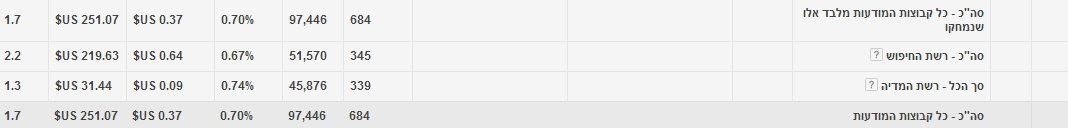 סה"כ - כל קבוצות המודעות מלבד אלו שנמחקו 684 97,446 0.70% $US 0.37 $US 251.07 1.7
סה"כ - רשת החיפוש ? 345 51,570 0.67% $US 0.64 $US 219.63 2.2
סך הכל - רשת המדיה ? 339 45,876 0.74% $US 0.09 $US 31.44 1.3
סה"כ - כל קבוצות המודעות 684 97,446 0.70% $US 0.37 $US 251.07 1.7